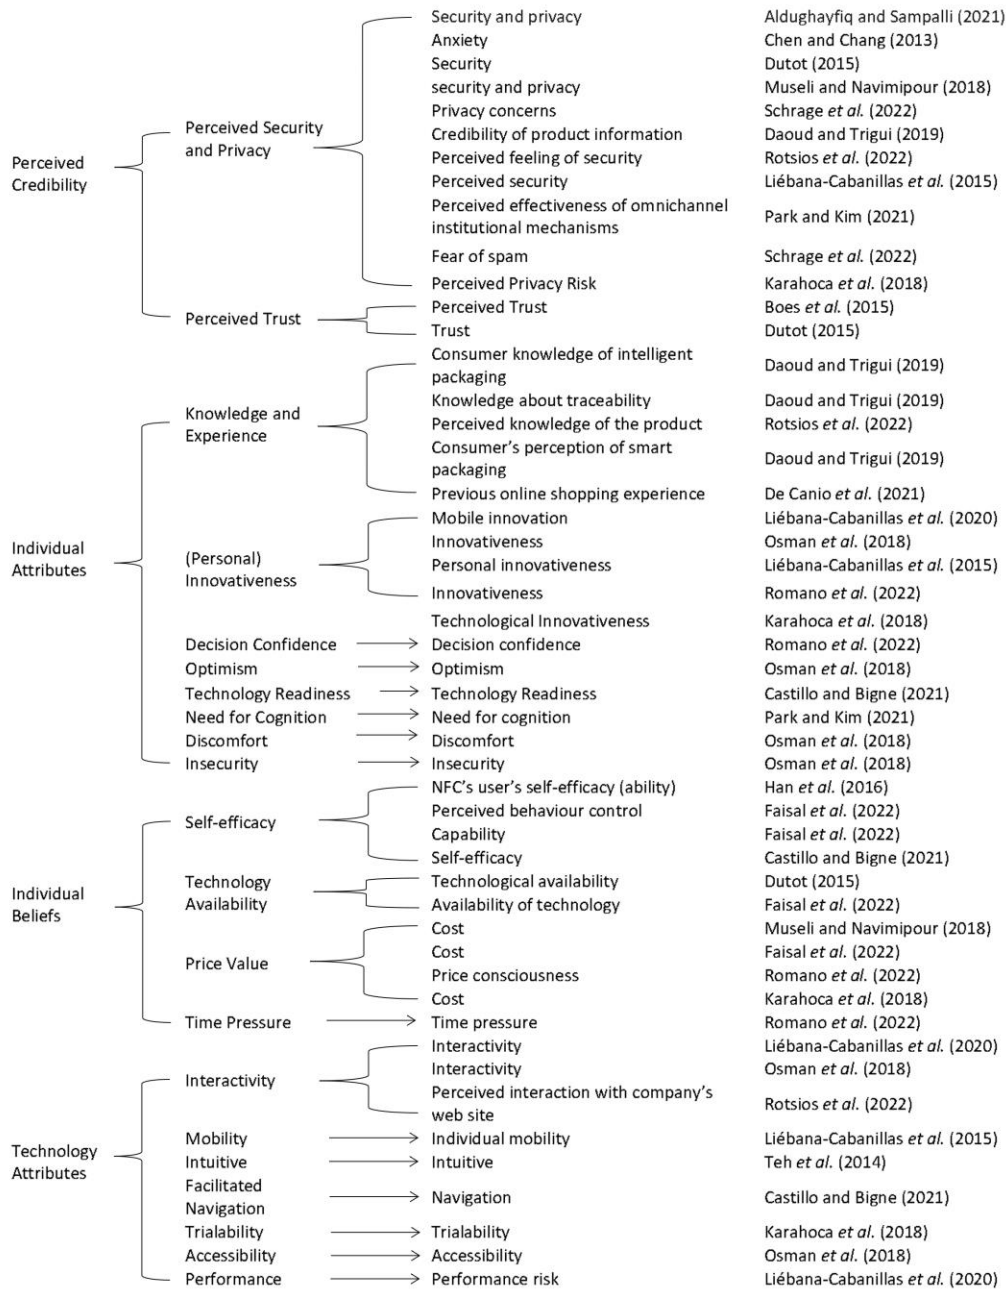 Security and privacy Aldughayfiq and Sampalli (2021)
Anxiety Chen and Chang (2013)
Security Dutot (2015)
security and privacy Museli and Navimipour (2018)
Privacy concerns Schrage et al. (2022)
Perceived Security
and Privacy
Credibility of product information Daoud and Trigui (2019)
Perceived feeling of security Rotsios et al. (2022)
Perceived
Credibility
Perceived security Liébana-Cabanillas et al. (2015)
Perceived effectiveness of omnichannel
institutional mechanisms
Park and Kim (2021)
Fear of spam Schrage et al. (2022)
Perceived Privacy Risk Karahoca et al. (2018)
Perceived Trust
Perceived Trust Boes et al. (2015)
Trust Dutot (2015)
Consumer knowledge of intelligent
packaging
Daoud and Trigui (2019)
Knowledge about traceability Daoud and Trigui (2019)
Knowledge and
Experience
Perceived knowledge of the product Rotsios et al. (2022)
Consumer's perception of smart
packaging
Daoud and Trigui (2019)
Previous online shopping experience De Canio et al. (2021)
Mobile innovation Liébana-Cabanillas et al. (2020)
Individual
Attributes
Innovativeness Osman et al. (2018)
(Personal)
Innovativeness
Personal innovativeness Liébana-Cabanillas et al. (2015)
Innovativeness Romano et al. (2022)
Technological Innovativeness Karahoca et al. (2018)
Decision Confidence Decision confidence Romano et al. (2022)
Optimism Optimism Osman et al. (2018)
Technology Readiness Technology Readiness Castillo and Bigne (2021)
Need for Cognition Need for cognition Park and Kim (2021)
Discomfort Discomfort Osman et al. (2018)
Insecurity Insecurity Osman et al. (2018)
NFC's user's self-efficacy (ability) Han et al. (2016)
Perceived behaviour control Faisal et al. (2022)
Self-efficacy
Capability Faisal et al. (2022)
Self-efficacy Castillo and Bigne (2021)
Technology
Availability
Technological availability Dutot (2015)
Availability of technology Faisal et al. (2022)
Individual
Beliefs
Cost Museli and Navimipour (2018)
Cost Faisal et al. (2022)
Price Value
Price consciousness Romano et al. (2022)
Cost Karahoca et al. (2018)
Time Pressure Time pressure Romano et al. (2022)
Interactivity Liébana-Cabanillas et al. (2020)
Interactivity
Interactivity Osman et al. (2018)
Perceived interaction with company's
web site
Rotsios et al. (2022)
Mobility Individual mobility Liébana-Cabanillas et al. (2015)
Technology
Attributes
Intuitive Intuitive Teh et al. (2014)
Facilitated
Navigation
Navigation Castillo and Bigne (2021)
Trialability Trialability Karahoca et al. (2018)
Accessibility Accessibility Osman et al. (2018)
Performance Performance risk Liébana-Cabanillas et al. (2020)